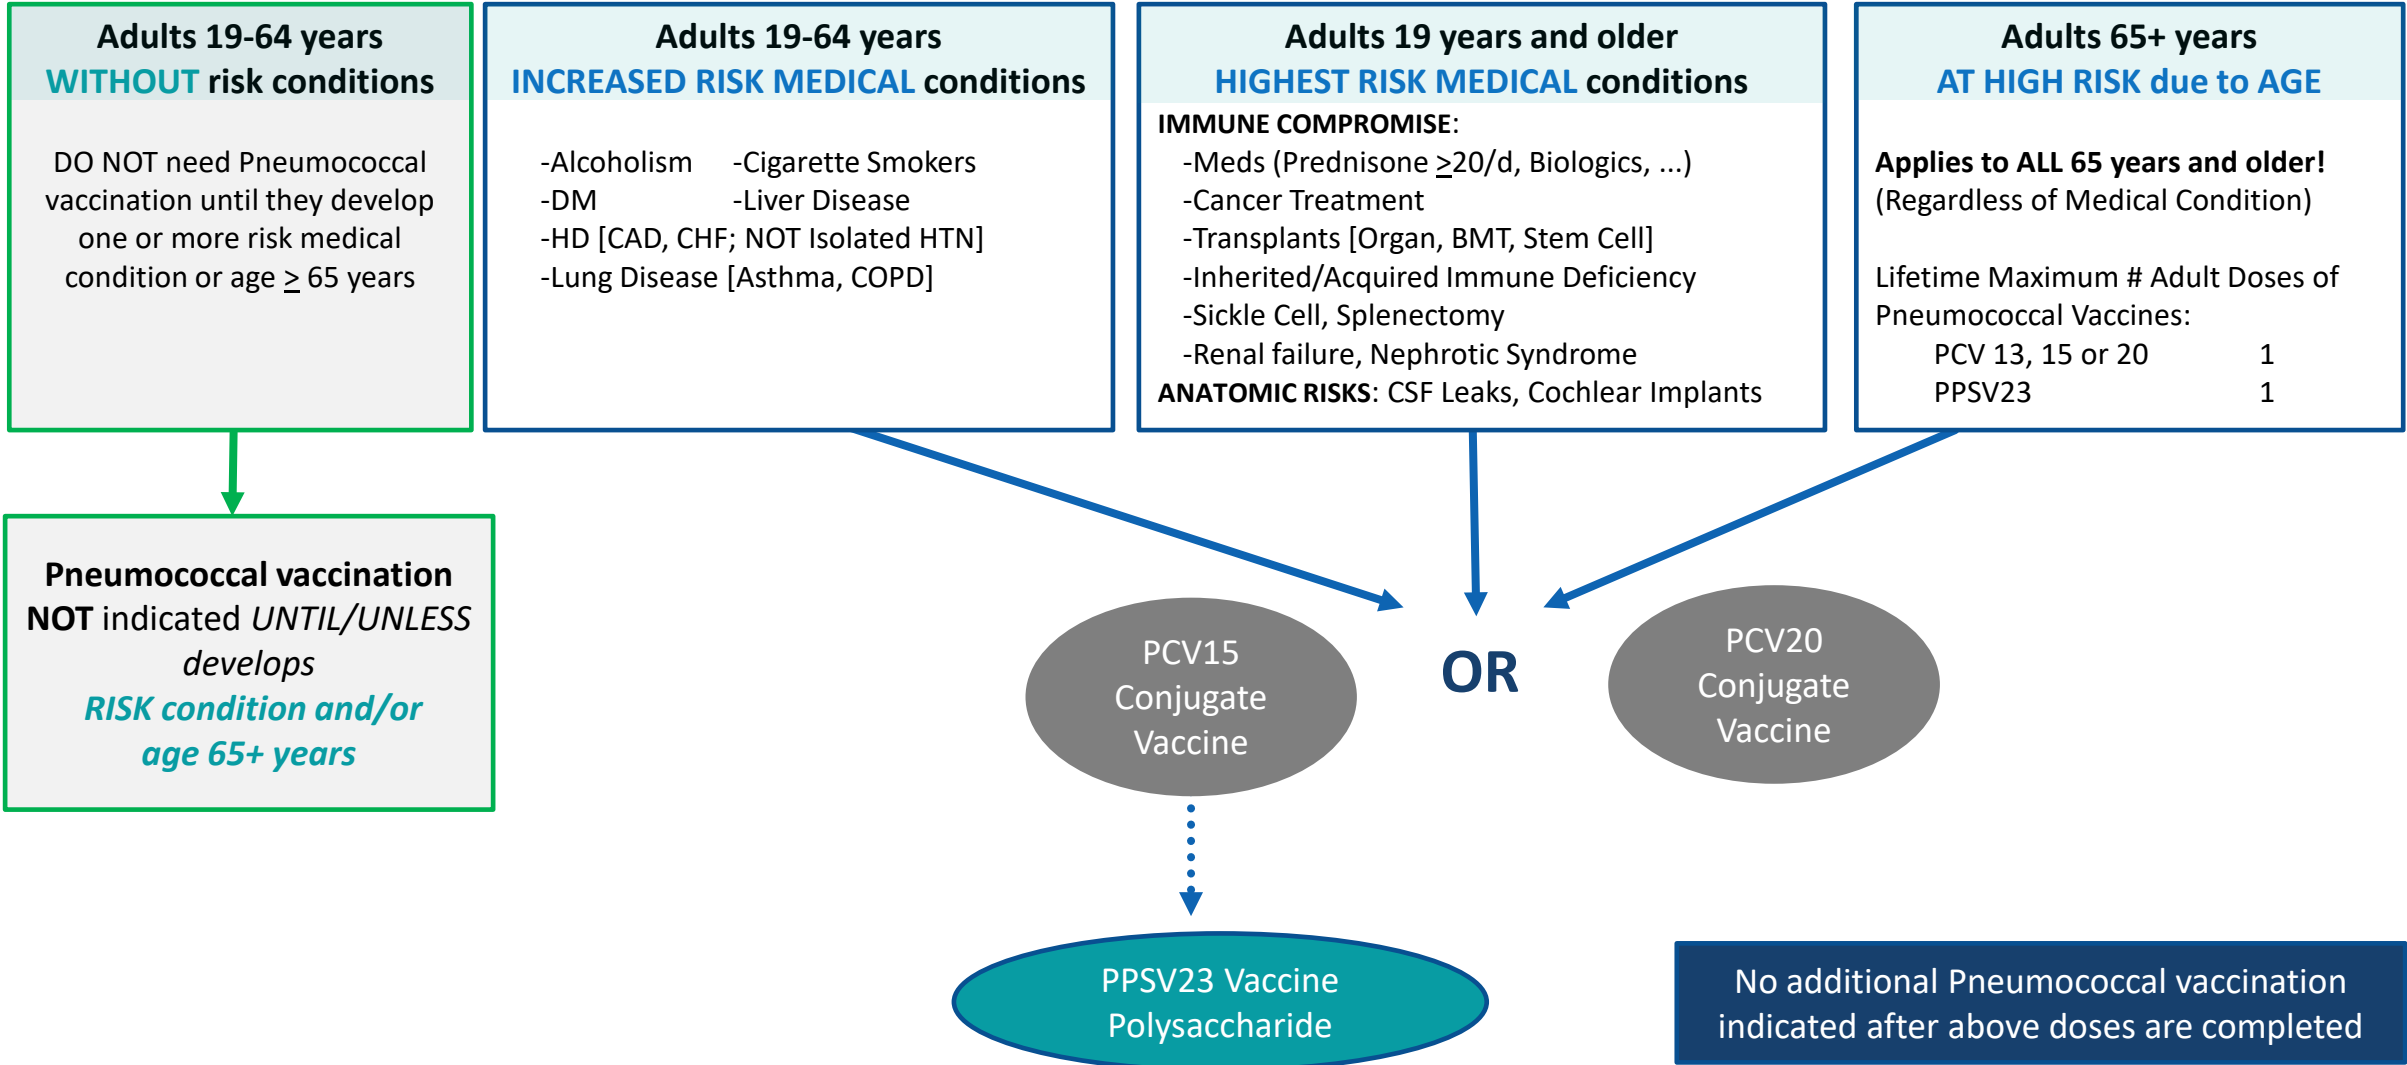 Adults 19-64 years
WITHOUT risk conditions
DO NOT need Pneumococcal
vaccination until they develop
one or more risk medical
condition or age ≥ 65 years
Adults 19-64 years
INCREASED RISK MEDICAL conditions
-Alcoholism -Cigarette Smokers
-DM -Liver Disease
-HD [CAD, CHF; NOT Isolated HTN]
-Lung Disease [Asthma, COPD]
Adults 19 years and older
HIGHEST RISK MEDICAL conditions
IMMUNE COMPROMISE:
-Meds (Prednisone ≥20/d, Biologics, ...)
-Cancer Treatment
-Transplants [Organ, BMT, Stem Cell]
-Inherited/Acquired Immune Deficiency
-Sickle Cell, Splenectomy
-Renal failure, Nephrotic Syndrome
ANATOMIC RISKS: CSF Leaks, Cochlear Implants
Adults 65+ years
AT HIGH RISK due to AGE
Applies to ALL 65 years and older!
(Regardless of Medical Condition)
Lifetime Maximum # Adult Doses of
Pneumococcal Vaccines:
PCV 13, 15 or 20 1
PPSV23 1
Pneumococcal vaccination
NOT indicated UNTIL/UNLESS
develops
RISK condition and/or
age 65+ years
PCV15
Conjugate
Vaccine
OR
PCV20
Conjugate
Vaccine
PPSV23 Vaccine
Polysaccharide
No additional Pneumococcal vaccination
indicated after above doses are completed